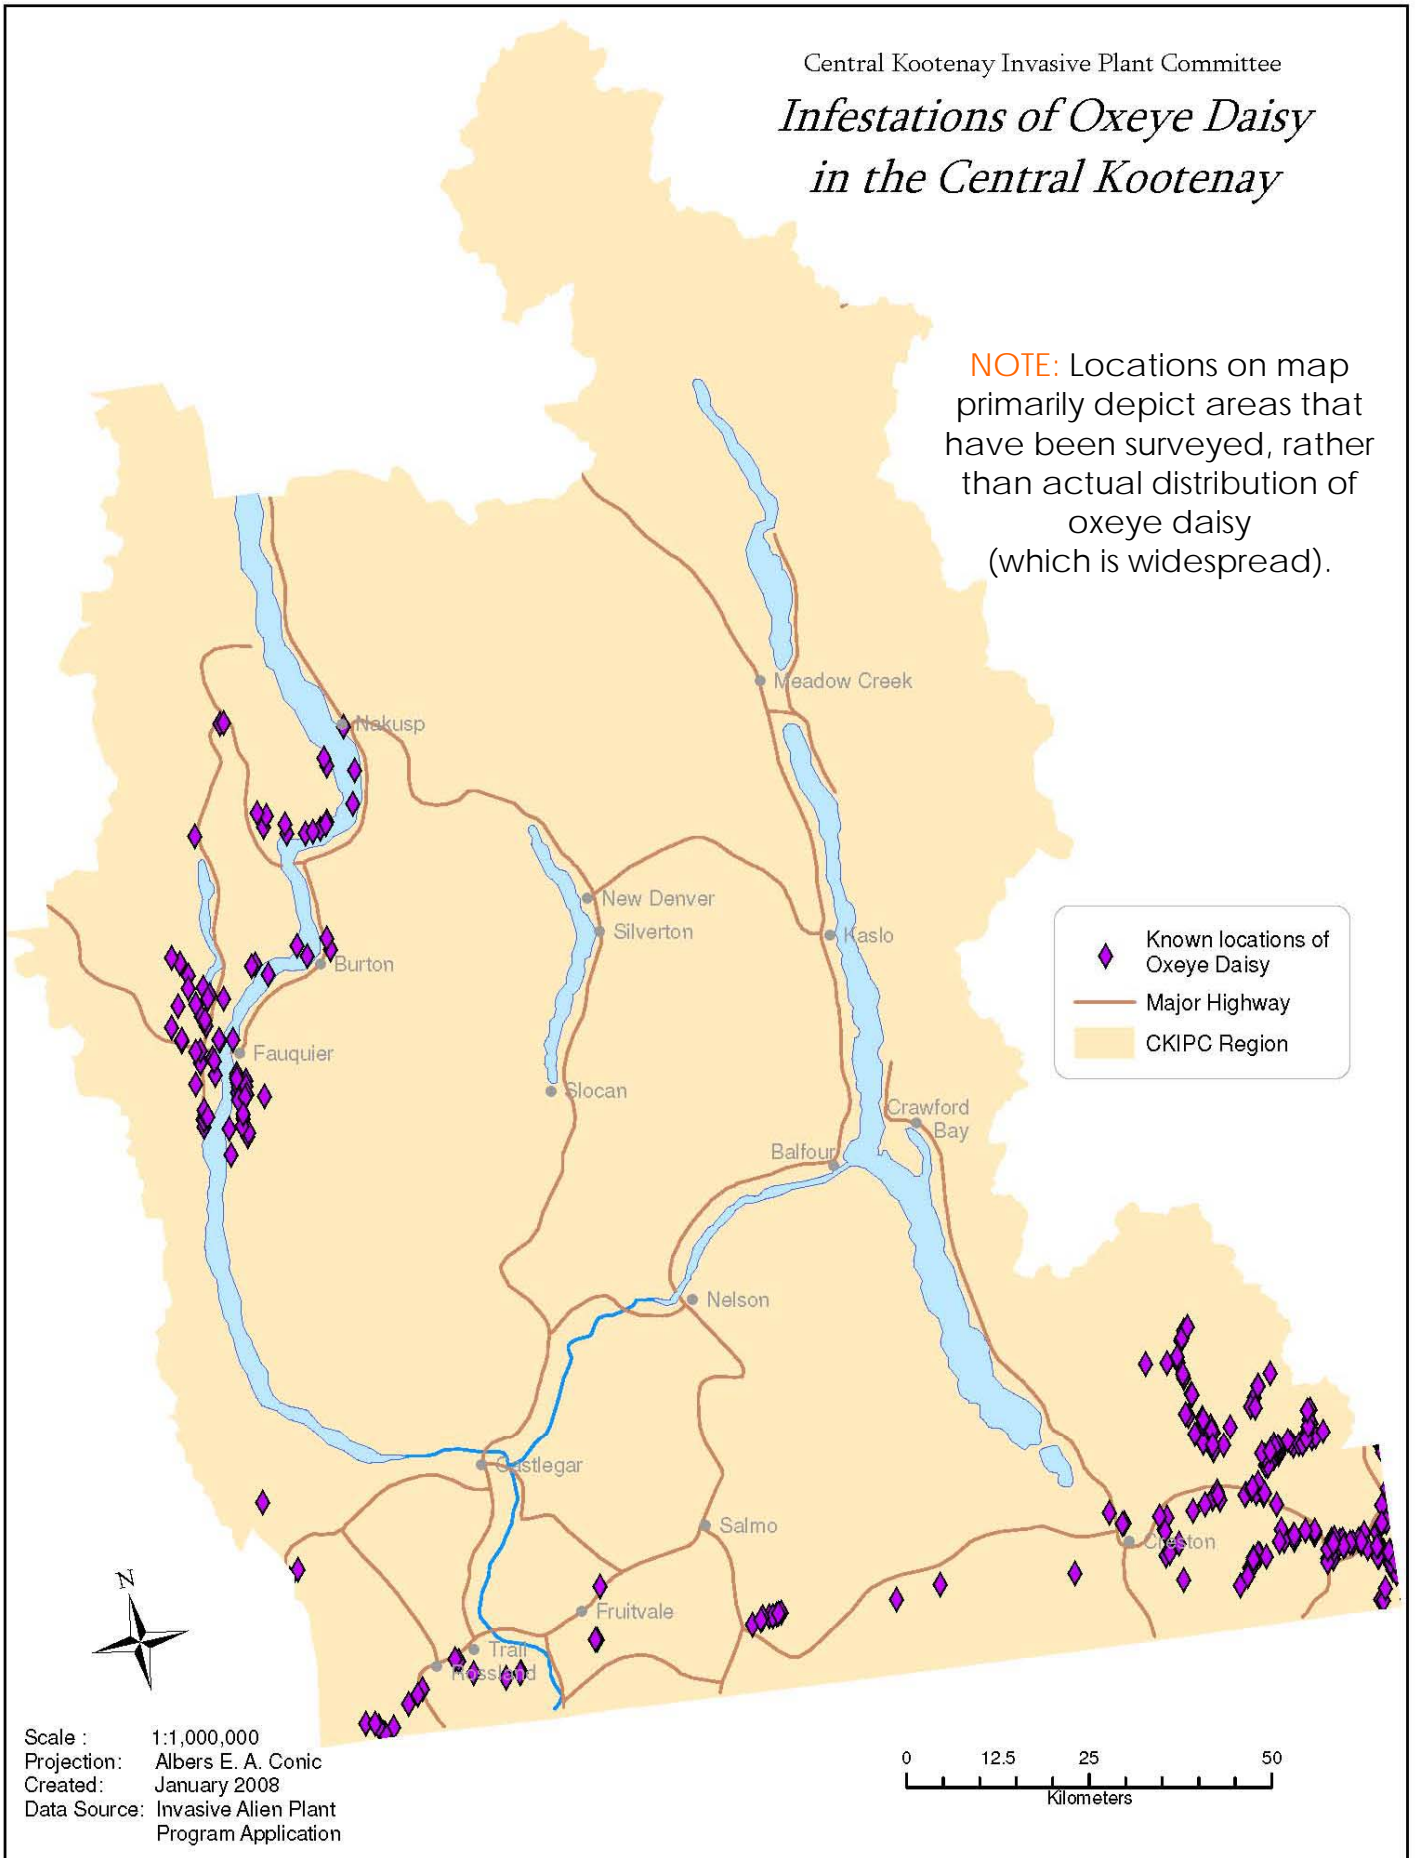 Central Kootenay Invasive Plant Committee
Infestations of Oxeye Daisy
in the Central Kootenay
NOTE: Locations on map
primarily depict areas that
have been surveyed, rather
than actual distribution of
oxeye daisy
(which is widespread).
Meadow Creek
Nakusp
New Denver
Silverton
Kaslo
Burton
Fauquier
Slocan
Known locations of
Oxeye Daisy
Major Highway
CKIPC Region
Crawford
Bay
Balfour
Nelson
Castlegar
Salmo
Creston
Fruitvale
Trail
Rossland
N
Scale : 1:1,000,000
Projection: Albers E. A. Conic
Created: January 2008
Data Source: Invasive Alien Plant
Program Application
0 12.5 25 50
Kilometers